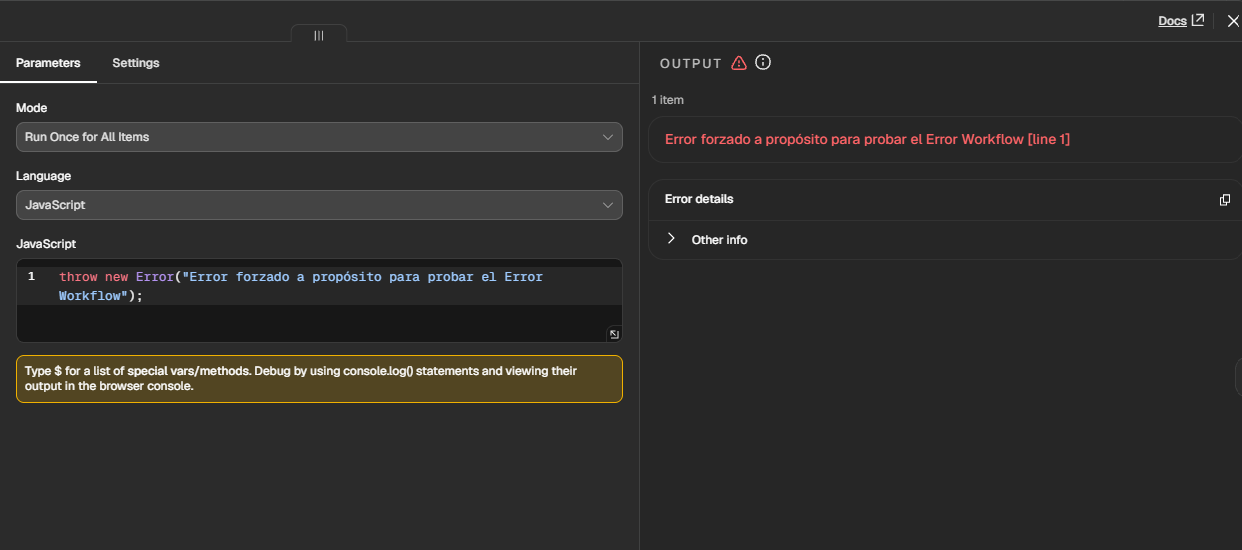 Docs
Parameters Settings
OUTPUT
1 item
Mode
Run Once for All Items
Language
JavaScript
JavaScript
1 throw new Error("Error forzado a propósito para probar el Error
Workflow");
Type $ for a list of special vars/methods. Debug by using console.log() statements and viewing their
output in the browser console.
Error forzado a propósito para probar el Error Workflow [line 1]
Error details
Other info